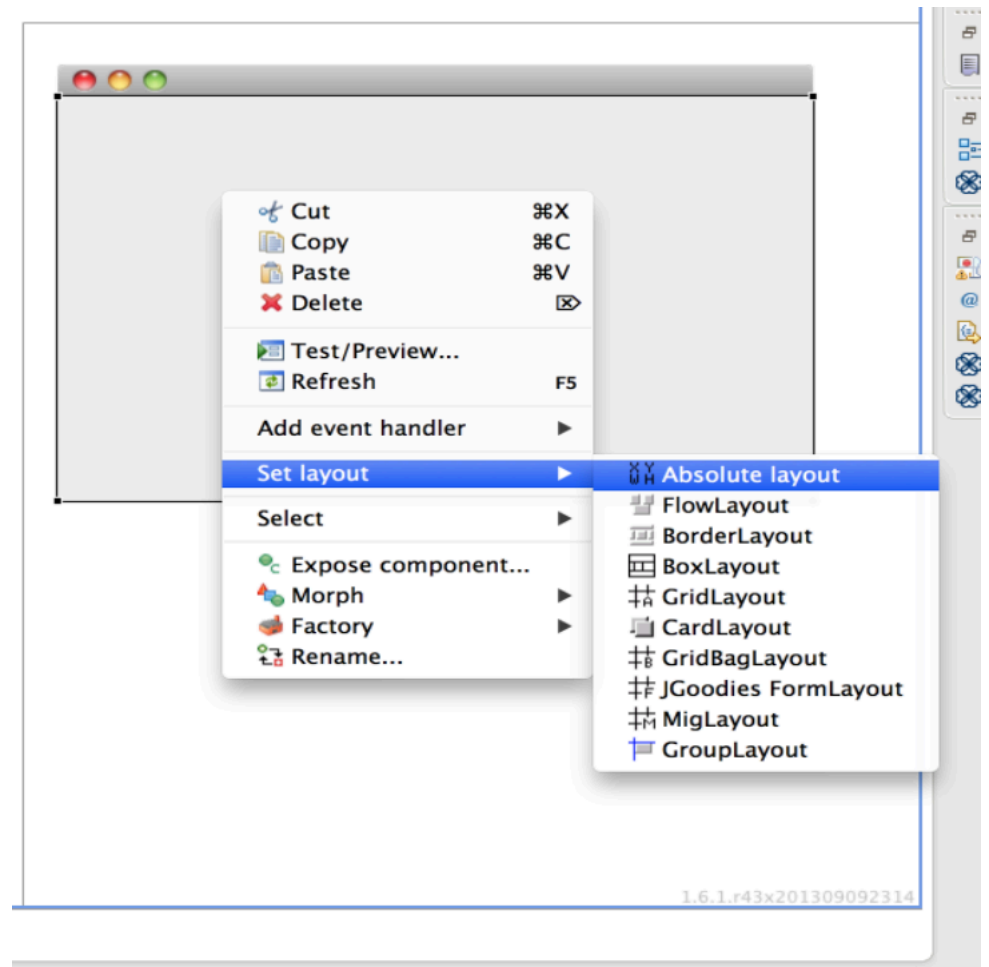 Cut ⌘X
Copy ⌘C
Paste ⌘V
Delete ⌦
Test/Preview...
Refresh F5
Add event handler
Set layout
Select
Expose component...
Morph
Factory
Rename...
Absolute layout
FlowLayout
BorderLayout
BoxLayout
GridLayout
CardLayout
GridBagLayout
JGoodies FormLayout
MigLayout
GroupLayout
1.6.1.r43x201309092314